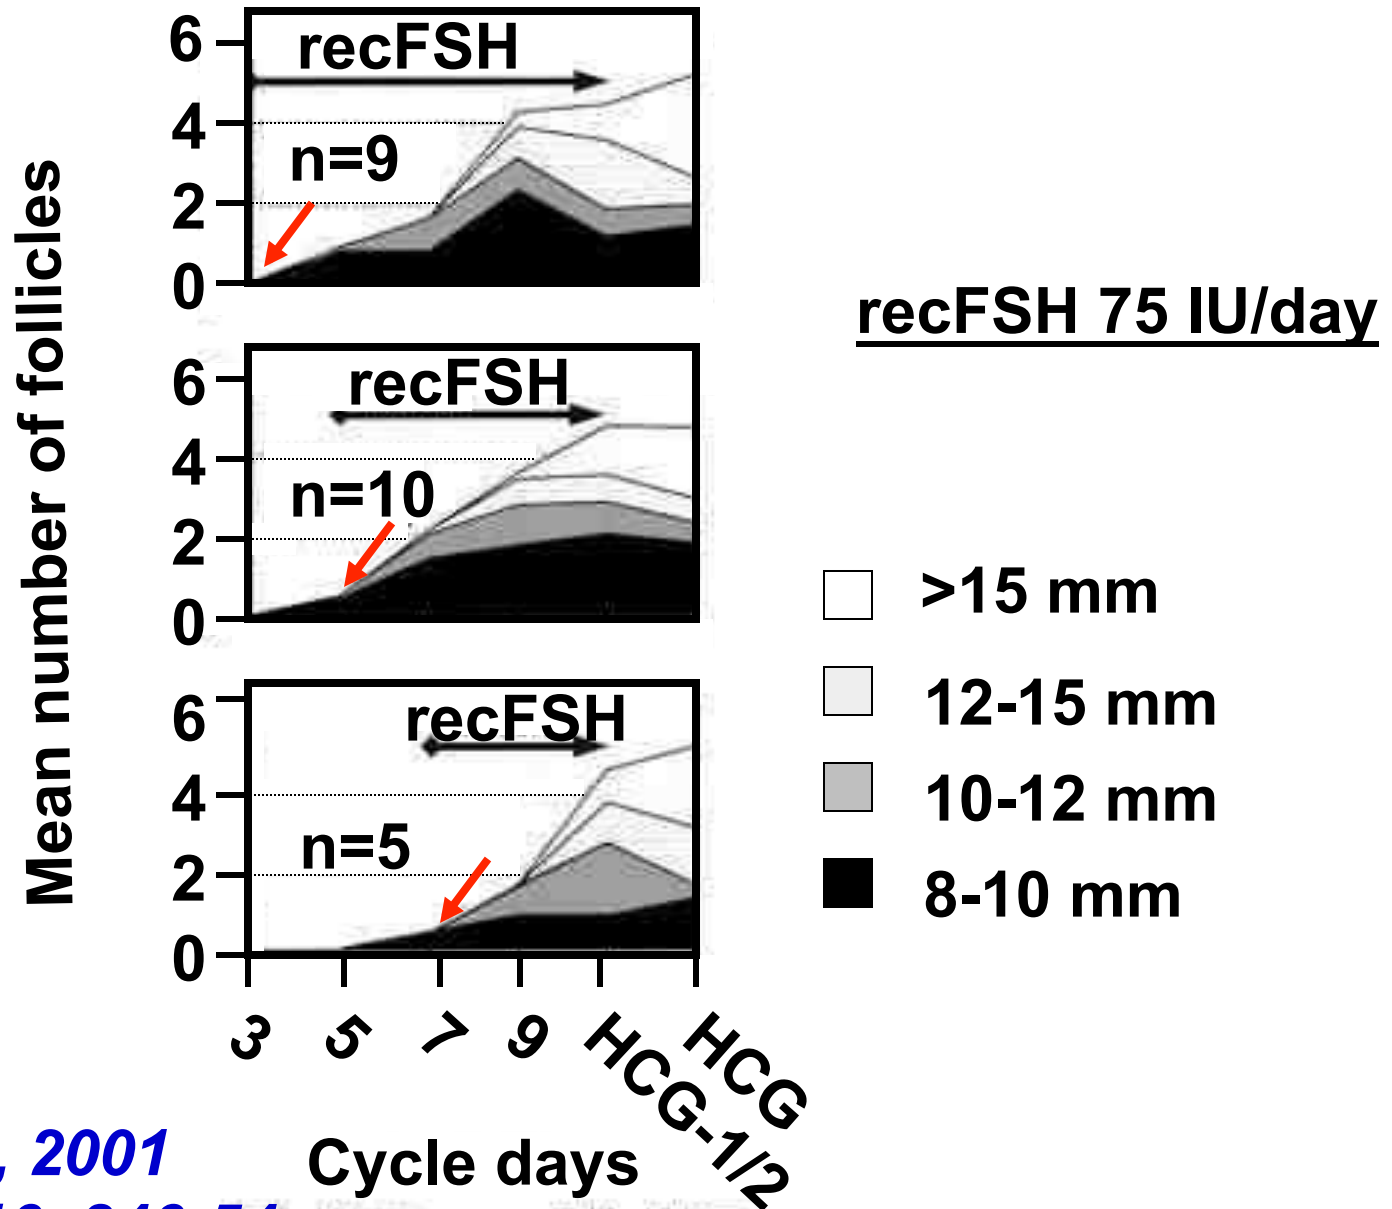 Mean number of follicles
6
4
2
0
recFSH
n=9
6
4
2
0
recFSH
n=10
6
4
2
0
recFSH
n=5
3 5 7 9 HCG-1/2 HCG
Cycle days
recFSH 75 IU/day
>15 mm
12-15 mm
10-12 mm
8-10 mm
, 2001